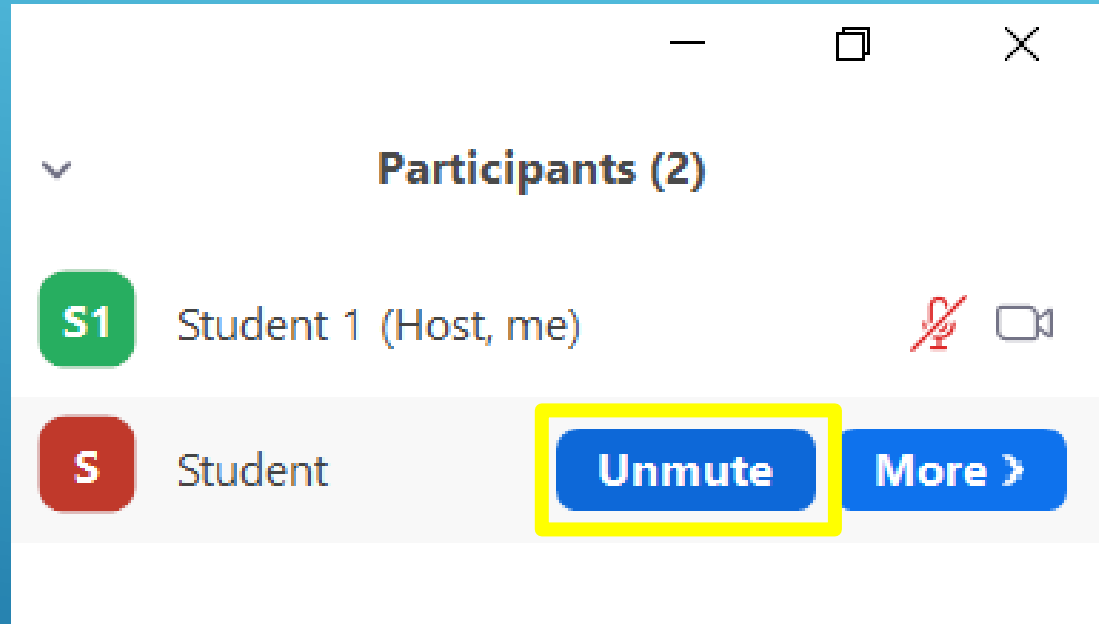 Participants (2)
S1 Student 1 (Host, me)
S Student Unmute More